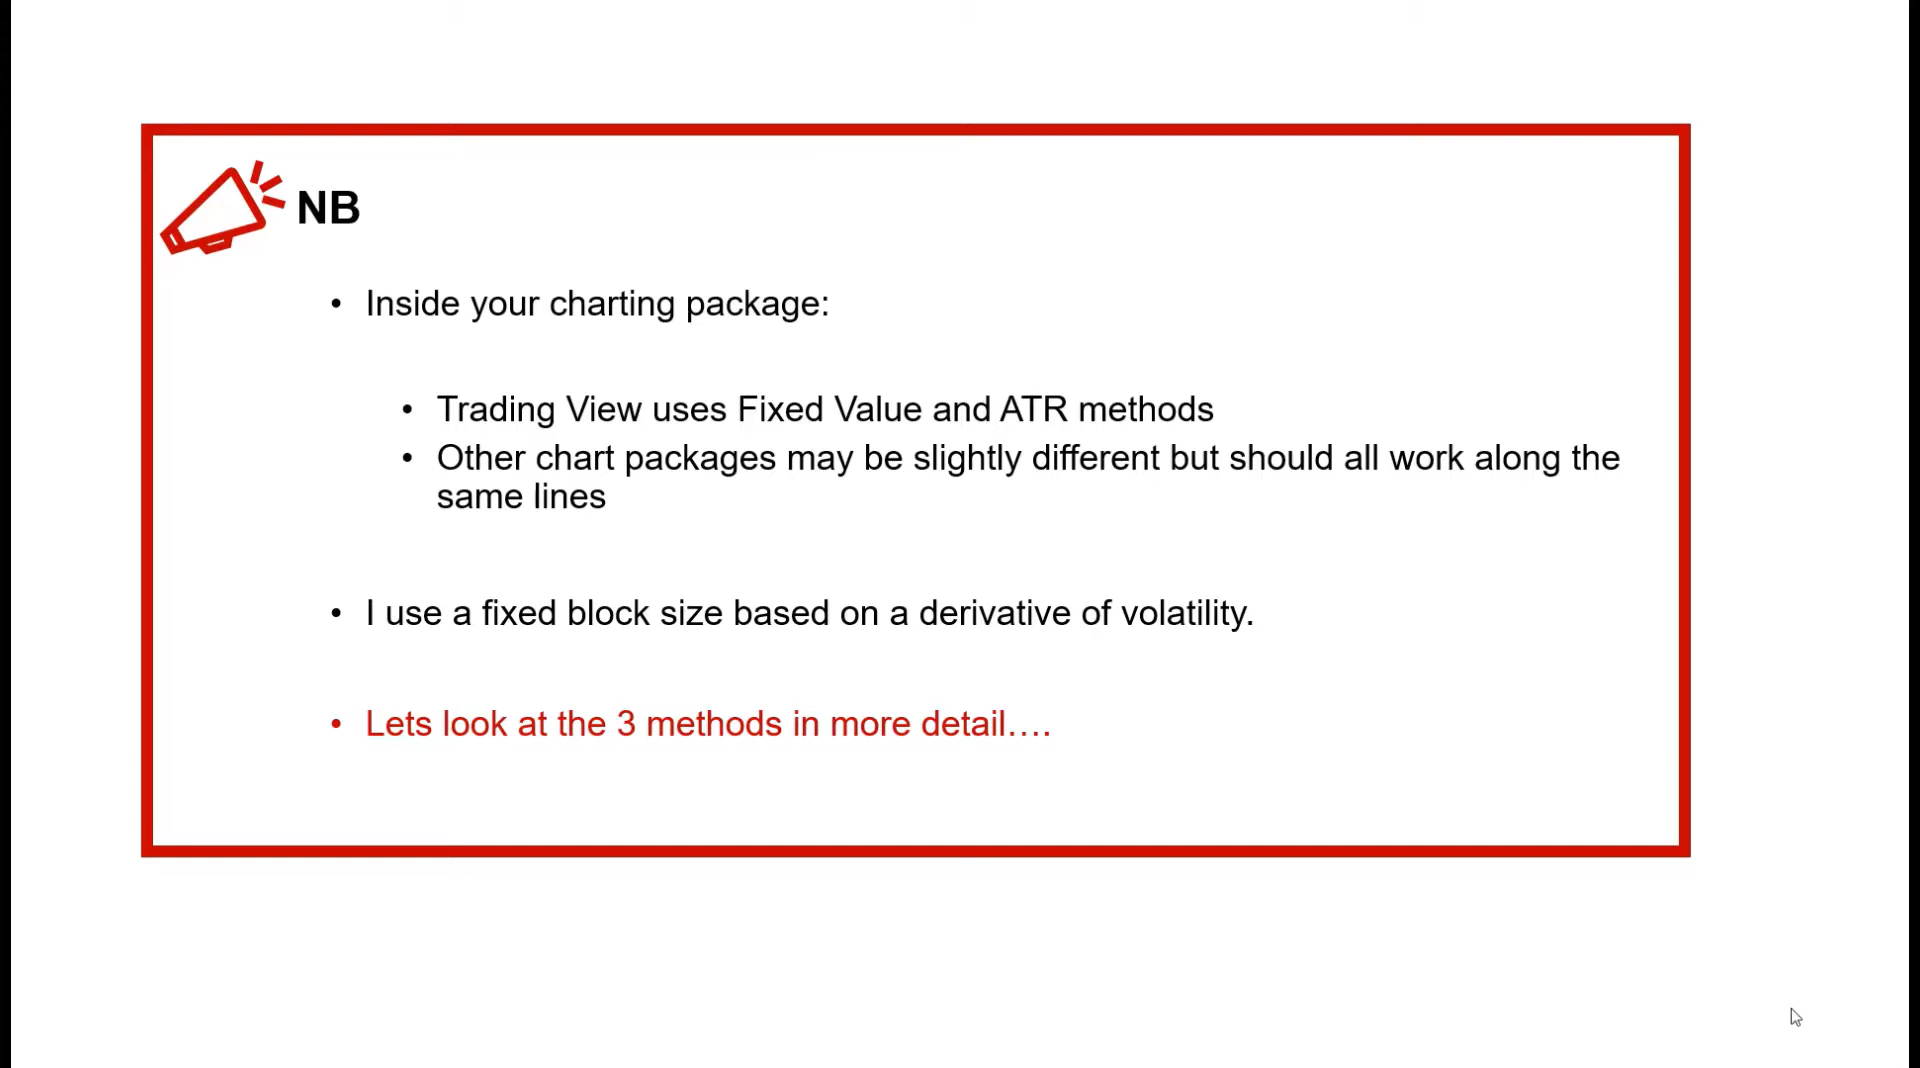 NB
• Inside your charting package:
• Trading View uses Fixed Value and ATR methods
• Other chart packages may be slightly different but should all work along the
same lines
• I use a fixed block size based on a derivative of volatility.
• Lets look at the 3 methods in more detail….